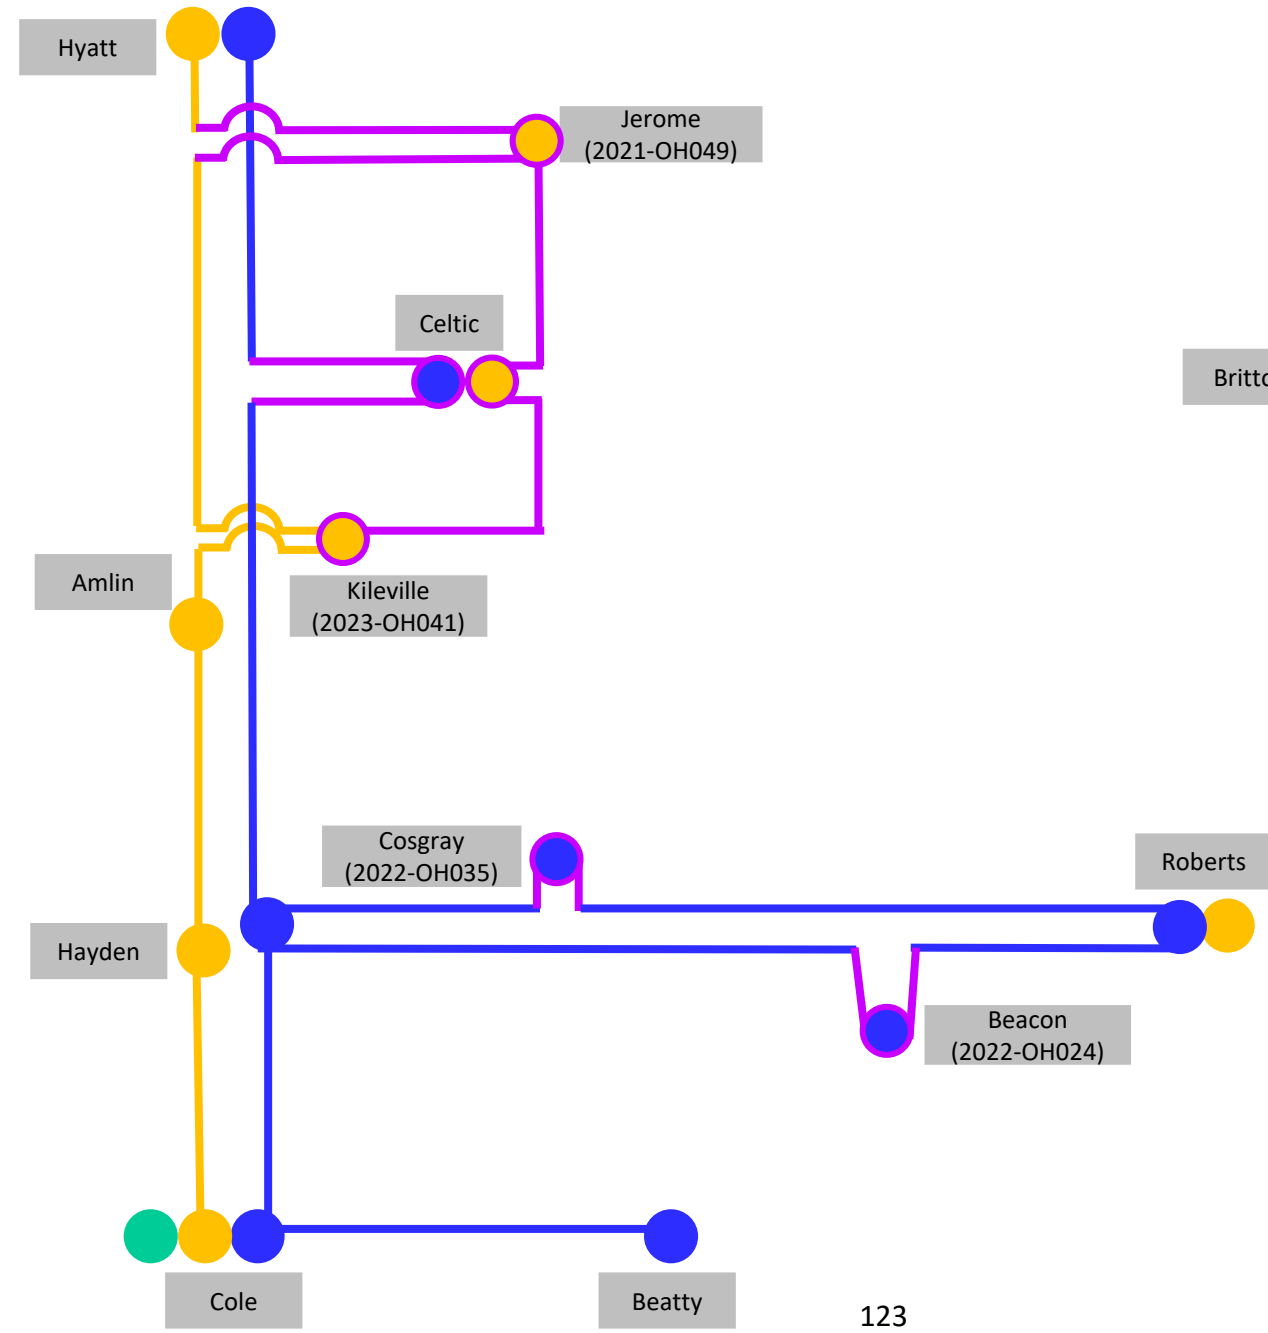 Hyatt
Jerome
(2021-OH049)
Celtic
Amlin
Kileville
(2023-OH041)
Cosgray
(2022-OH035)
Roberts
Hayden
Beacon
(2022-OH024)
Cole
Beatty
123